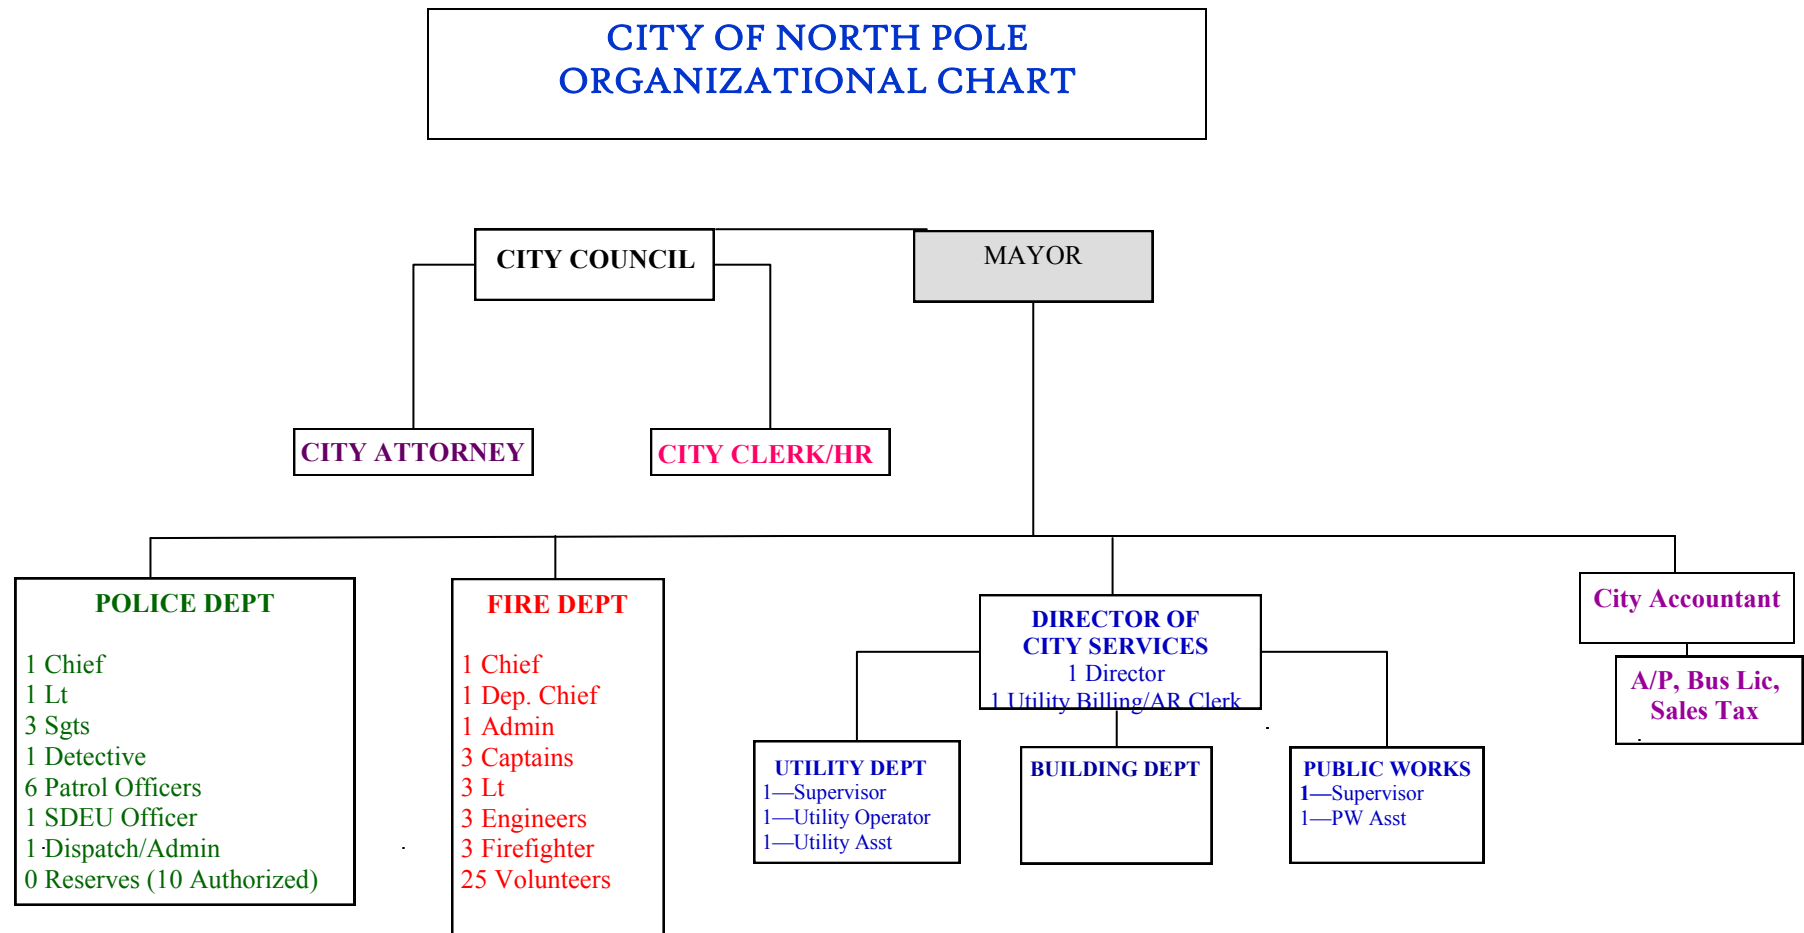 CITY OF NORTH POLE
ORGANIZATIONAL CHART
CITY COUNCIL
MAYOR
CITY ATTORNEY
CITY CLERK/HR
POLICE DEPT
1 Chief
1 Lt
3 Sgts
1 Detective
6 Patrol Officers
1 SDEU Officer
1 Dispatch/Admin
0 Reserves (10 Authorized)
FIRE DEPT
1 Chief
1 Dep. Chief
1 Admin
3 Captains
3 Lt
3 Engineers
3 Firefighter
25 Volunteers
DIRECTOR OF
CITY SERVICES
1 Director
1 Utility Billing/AR Clerk
UTILITY DEPT
1—Supervisor
1—Utility Operator
1—Utility Asst
BUILDING DEPT
PUBLIC WORKS
1—Supervisor
1—PW Asst
City Accountant
A/P, Bus Lic,
Sales Tax